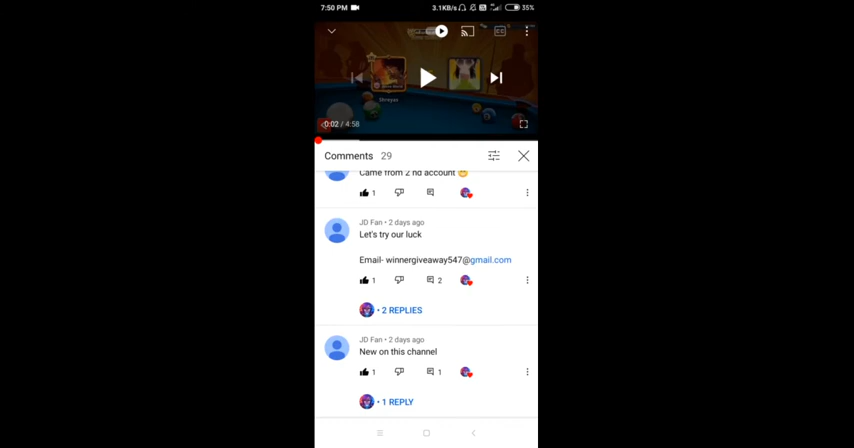 7:50 PM
3.1KB/s
35%
CC
Shreyas
0:02 / 4:58
Comments 29
Came from 2 nd account 😁
1
JD Fan • 2 days ago
Let's try our luck
Email- winnergiveaway547@gmail.com
1
2
• 2 REPLIES
JD Fan • 2 days ago
New on this channel
1
1
• 1 REPLY